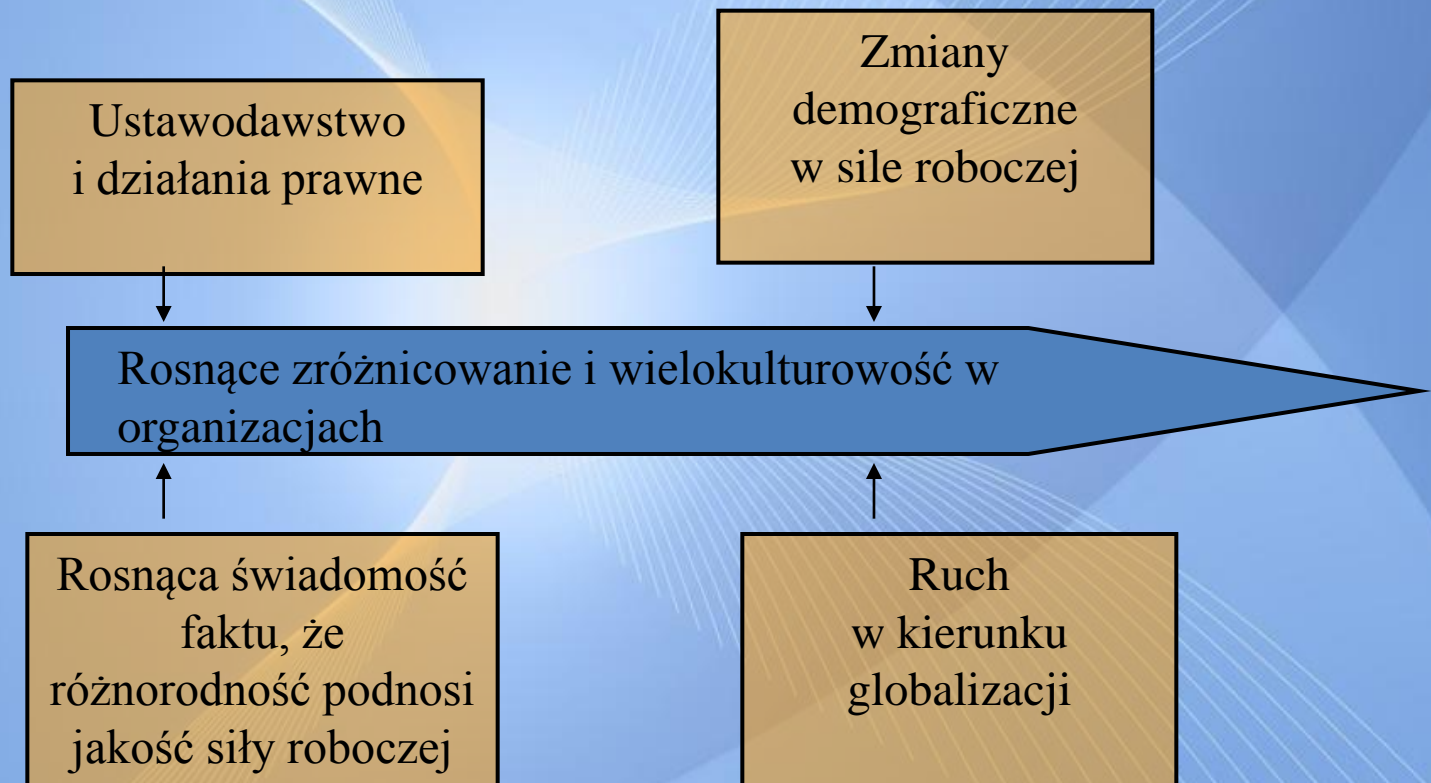 Ustawodawstwo
i działania prawne
Zmiany
demograficzne
w sile roboczej
Rosnące zróżnicowanie i wielokulturowość w
organizacjach
Rosnąca świadomość
faktu, że
różnorodność podnosi
jakość siły roboczej
Ruch
w kierunku
globalizacji